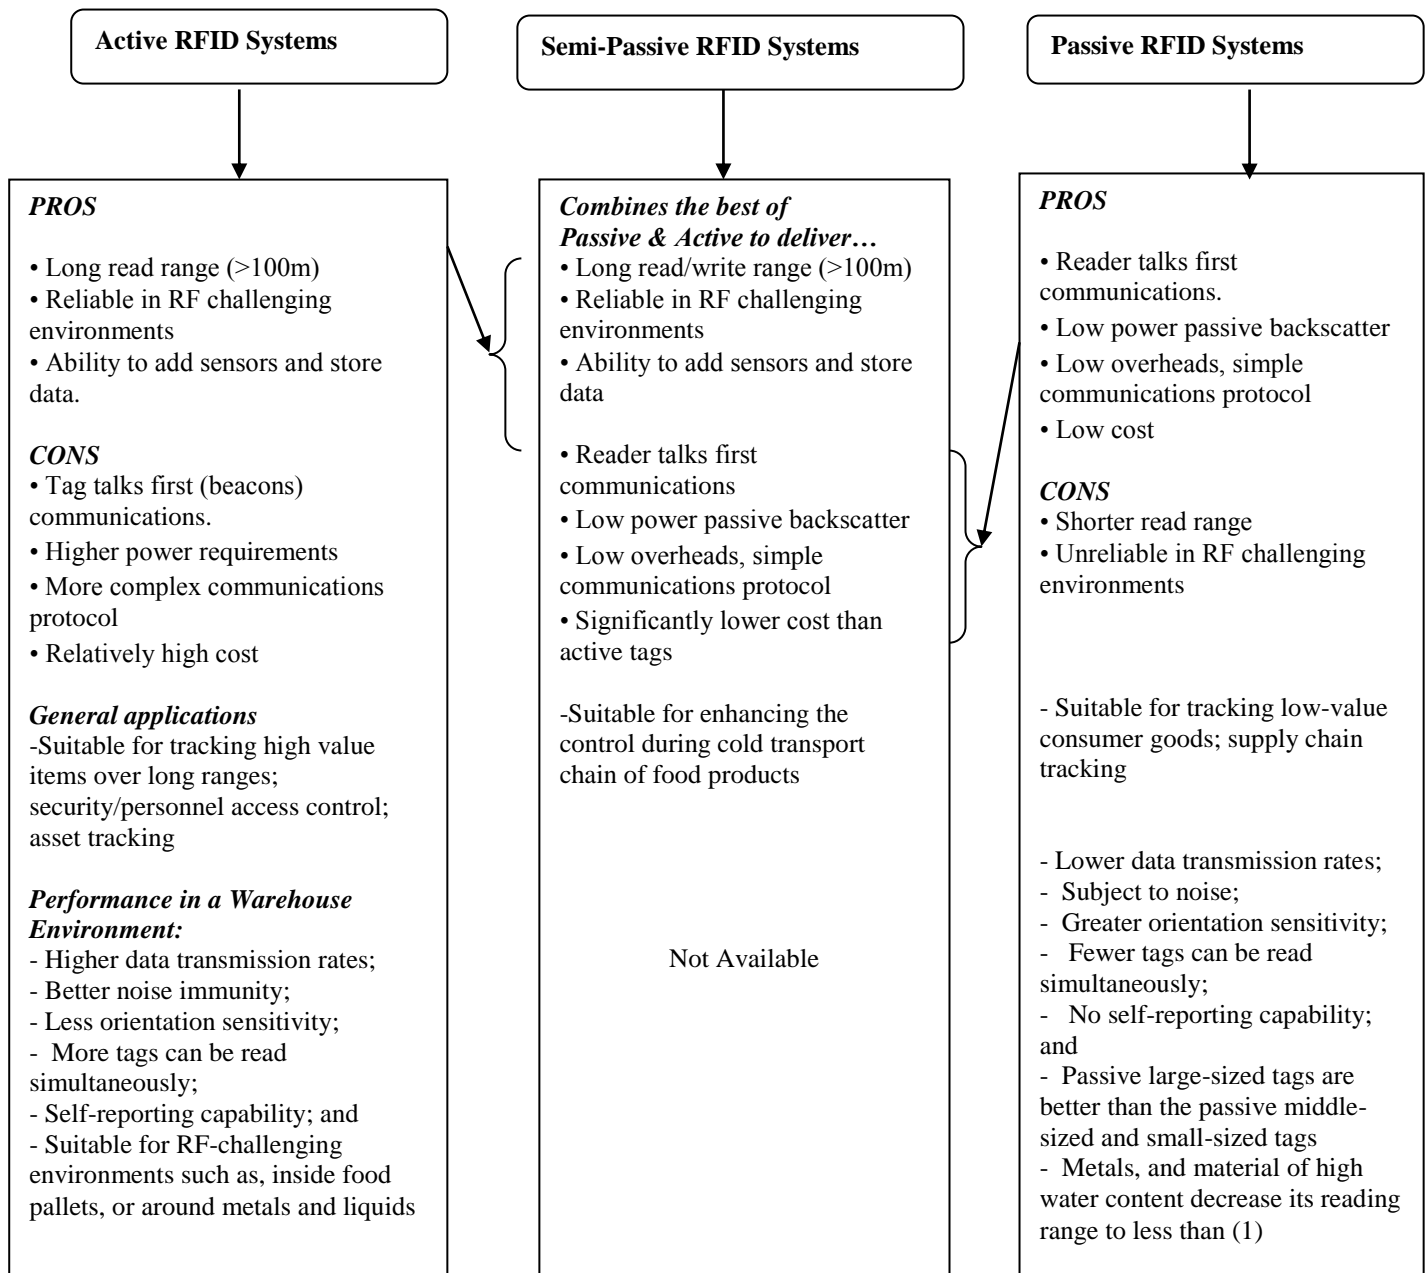 Active RFID Systems
Semi-Passive RFID Systems
Passive RFID Systems
PROS
• Long read range (>100m)
• Reliable in RF challenging
environments
• Ability to add sensors and store
data.
CONS
• Tag talks first (beacons)
communications.
• Higher power requirements
• More complex communications
protocol
• Relatively high cost
General applications
-Suitable for tracking high value
items over long ranges;
security/personnel access control;
asset tracking
Performance in a Warehouse
Environment:
- Higher data transmission rates;
- Better noise immunity;
- Less orientation sensitivity;
- More tags can be read
simultaneously;
- Self-reporting capability; and
- Suitable for RF-challenging
environments such as, inside food
pallets, or around metals and liquids
Combines the best of
Passive & Active to deliver…
• Long read/write range (>100m)
• Reliable in RF challenging
environments
• Ability to add sensors and store
data
• Reader talks first
communications
• Low power passive backscatter
• Low overheads, simple
communications protocol
• Significantly lower cost than
active tags
-Suitable for enhancing the
control during cold transport
chain of food products
Not Available
PROS
• Reader talks first
communications.
• Low power passive backscatter
• Low overheads, simple
communications protocol
• Low cost
CONS
• Shorter read range
• Unreliable in RF challenging
environments
- Suitable for tracking low-value
consumer goods; supply chain
tracking
- Lower data transmission rates;
- Subject to noise;
- Greater orientation sensitivity;
- Fewer tags can be read
simultaneously;
- No self-reporting capability;
and
- Passive large-sized tags are
better than the passive middle-
sized and small-sized tags
- Metals, and material of high
water content decrease its reading
range to less than (1)